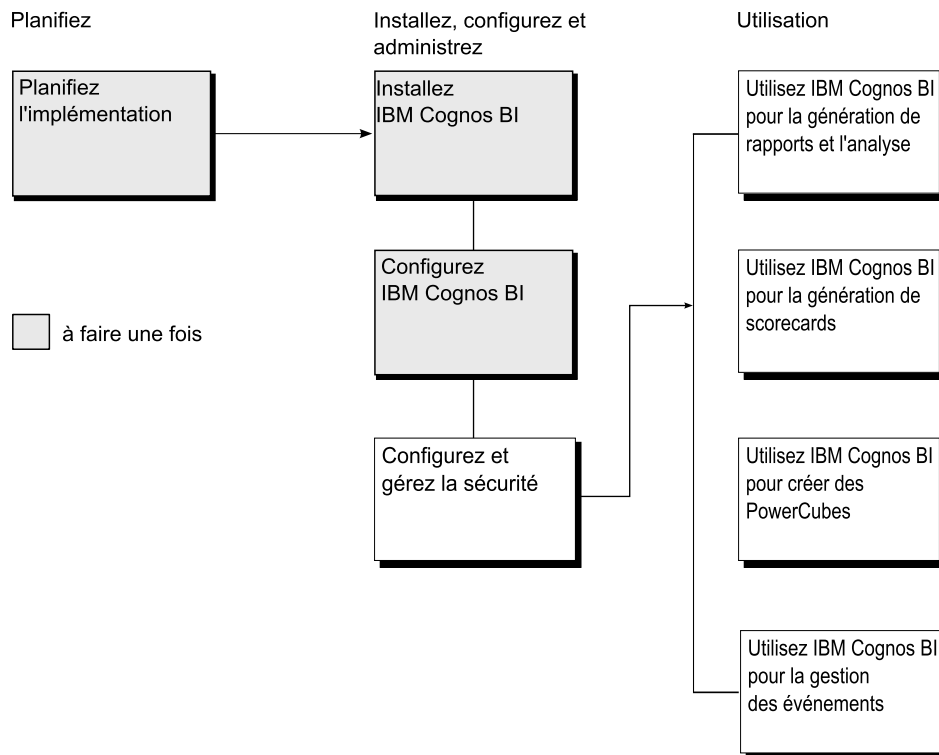 Planifiez
Installez, configurez et
administrez
Utilisation
Planifiez
l'implémentation
Installez
IBM Cognos BI
Configurez
IBM Cognos BI
Configurez et
gérez la sécurité
à faire une fois
Utilisez IBM Cognos BI
pour la génération de
rapports et l'analyse
Utilisez IBM Cognos BI
pour la génération de
scorecards
Utilisez IBM Cognos BI
pour créer des
PowerCubes
Utilisez IBM Cognos BI
pour la gestion
des événements